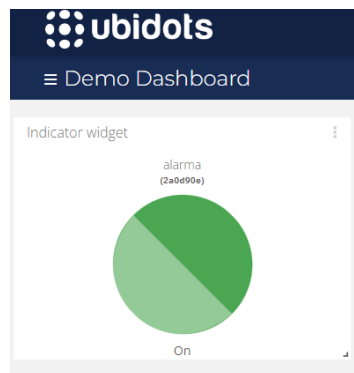 ubidots
Demo Dashboard
Indicator widget
alarma
(2a0d90e)
On